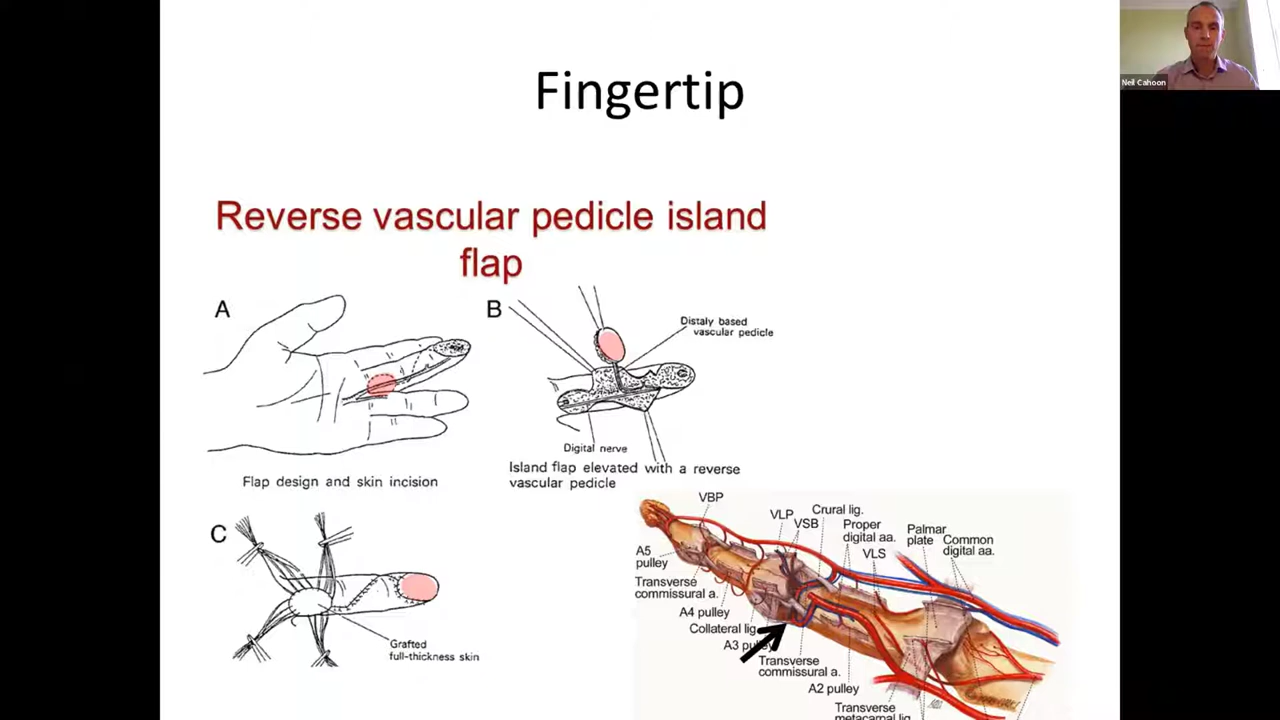 Neil Cahoon
Fingertip
Reverse vascular pedicle island
flap
A
B
Distaly based
vascular pedicle
Digital nerve
Flap design and skin incision
Island flap elevated with a reverse
vascular pedicle
C
Grafted
full-thickness skin
VBP
VLP
VSB
Crural lig.
Proper
digital aa.
VLS
Palmar
plate
Common
digital aa.
A5
pulley
Transverse
commissural a.
A4 pulley
Collateral lig.
A3 pulley
Transverse
commissural a.
A2 pulley
Transverse
metacarpal lig.